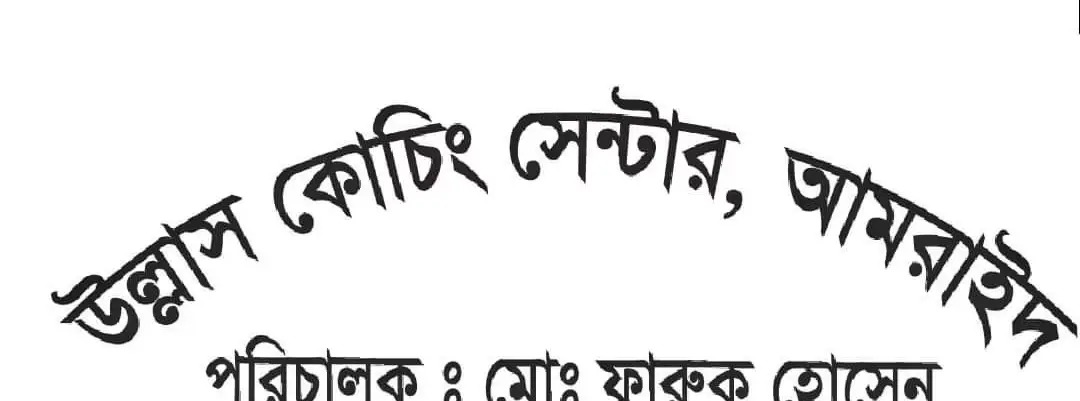 উল্লাস কোচিং সেন্টার, আমরাইদ
পরিচালক : মোঃ ফারুক হোসেন